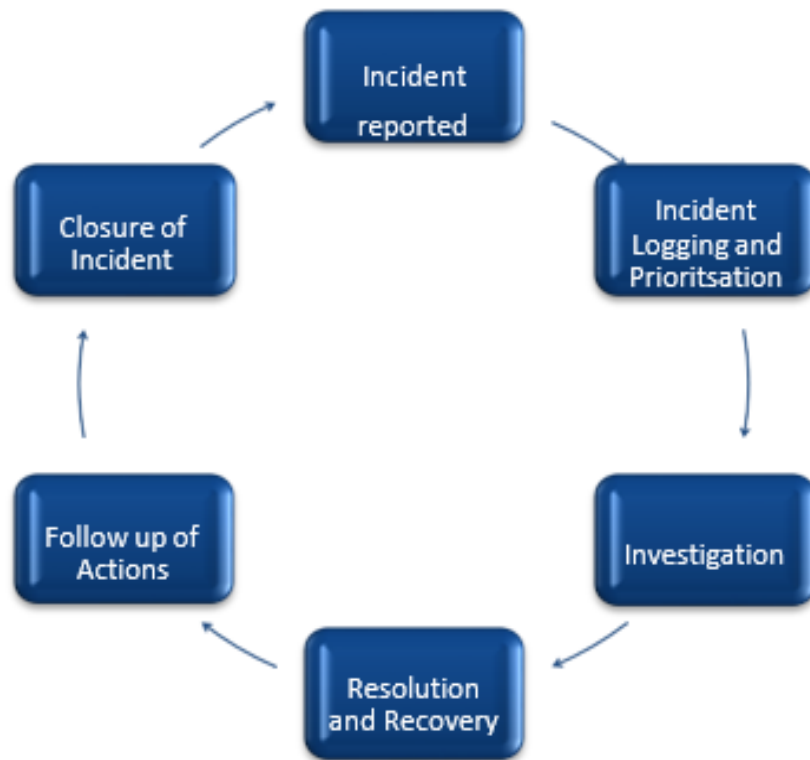 Incident
reported
Incident
Logging and
Prioritsation
Investigation
Resolution
and Recovery
Follow up of
Actions
Closure of
Incident